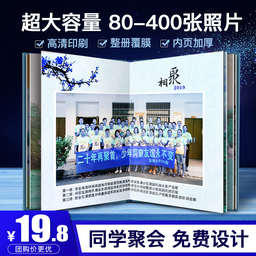 超大容量 80-400张照片
高清印刷 整册覆膜 内页加厚
相聚
2019
二十年再聚首，少年同窗友谊永不变
¥19.8
团购价更优
同学聚会 免费设计